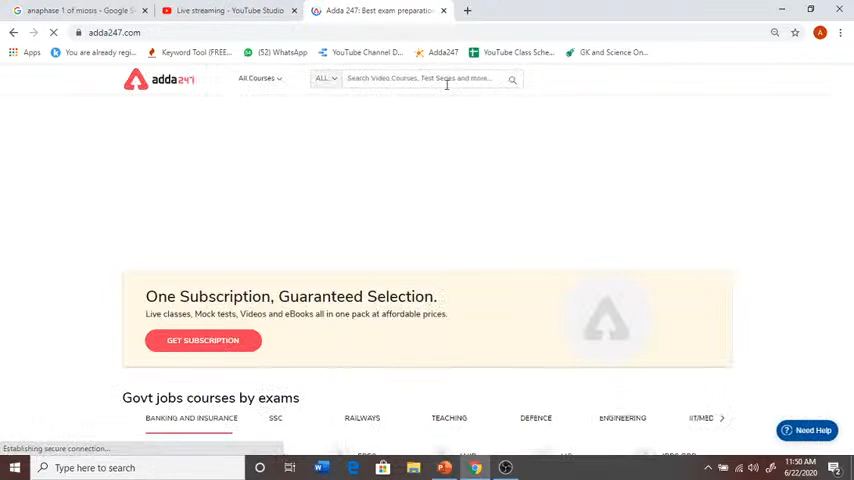 anaphase 1 of miosis - Google S
Live streaming - YouTube Studio
Adda 247: Best exam preparation
adda247.com
Apps
You are already regi...
Keyword Tool (FREE...
(52) WhatsApp
YouTube Channel D...
Adda247
YouTube Class Sche...
GK and Science On...
adda247
All Courses
ALL
Search Video Courses, Test Series and more...
One Subscription, Guaranteed Selection.
Live classes, Mock tests, Videos and eBooks all in one pack at affordable prices.
GET SUBSCRIPTION
Govt jobs courses by exams
BANKING AND INSURANCE
SSC
RAILWAYS
TEACHING
DEFENCE
ENGINEERING
IIT/MED
Need Help
Establishing secure connection...
Type here to search
11:50 AM
6/22/2020